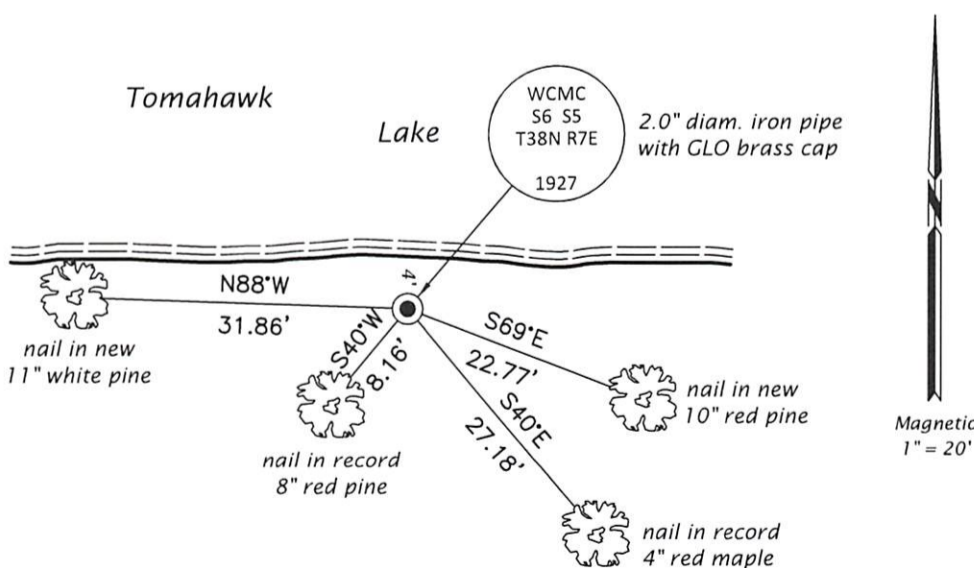 Tomahawk
Lake
WCMC
S6 S5
T38N R7E
1927
2.0" diam. iron pipe
with GLO brass cap
4'
N88°W
31.86'
nail in new
11" white pine
S40°W
8.16'
nail in record
8" red pine
S69°E
22.77'
nail in new
10" red pine
S40°E
27.18'
nail in record
4" red maple
N
Magnetic
1" = 20'